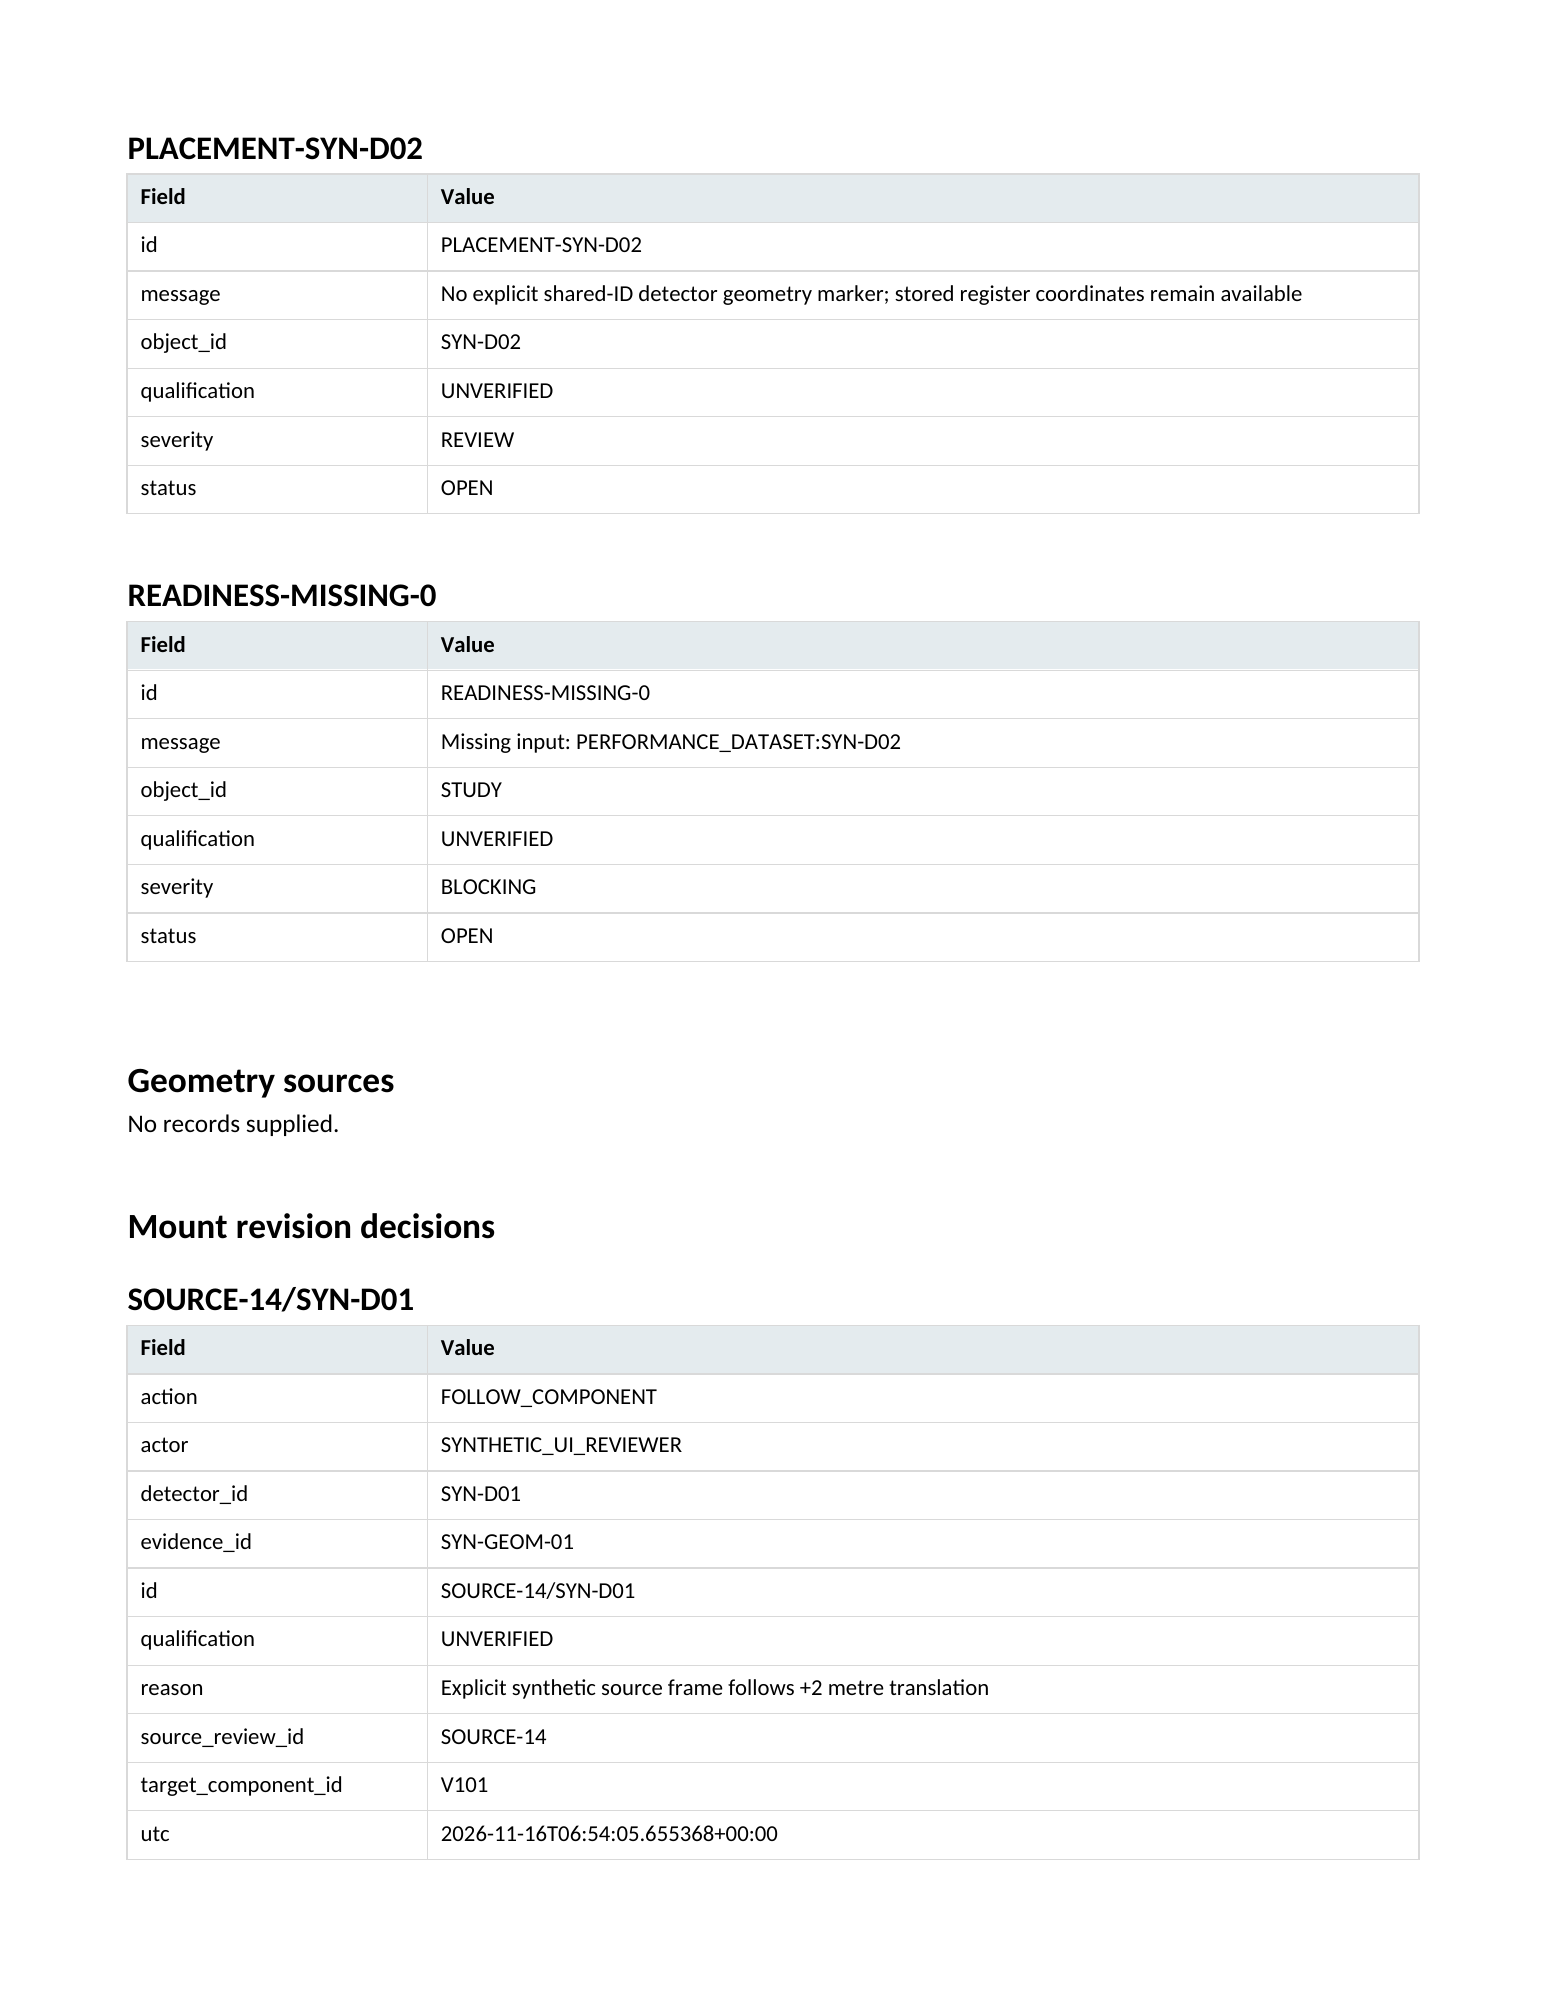 PLACEMENT-SYN-D02
Field Value
id PLACEMENT-SYN-D02
message No explicit shared-ID detector geometry marker; stored register coordinates remain available
object_id SYN-D02
qualification UNVERIFIED
severity REVIEW
status OPEN
READINESS-MISSING-0
Field Value
id READINESS-MISSING-0
message Missing input: PERFORMANCE_DATASET:SYN-D02
object_id STUDY
qualification UNVERIFIED
severity BLOCKING
status OPEN
Geometry sources
No records supplied.
Mount revision decisions
SOURCE-14/SYN-D01
Field Value
action FOLLOW_COMPONENT
actor SYNTHETIC_UI_REVIEWER
detector_id SYN-D01
evidence_id SYN-GEOM-01
id SOURCE-14/SYN-D01
qualification UNVERIFIED
reason Explicit synthetic source frame follows +2 metre translation
source_review_id SOURCE-14
target_component_id V101
utc 2026-11-16T06:54:05.655368+00:00